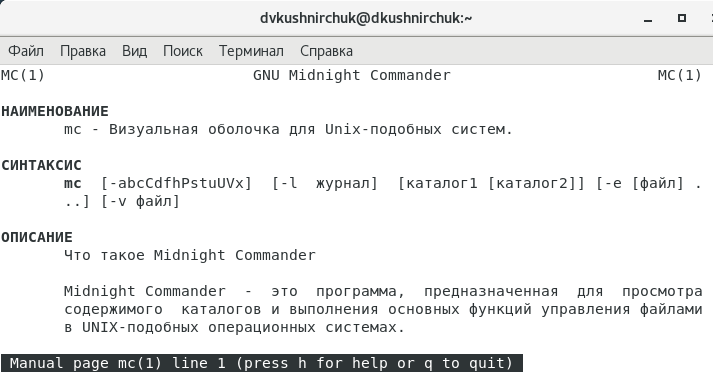 dvkushnirchuk@dkushnirchuk:~
Файл Правка Вид Поиск Терминал Справка
MC(1) GNU Midnight Commander MC(1)
НАИМЕНОВАНИЕ
mc - Визуальная оболочка для Unix-подобных систем.
СИНТАКСИС
mc [-abcCdfhPstuUVx] [-l журнал] [каталог1 [каталог2]] [-e [файл] .
..] [-v файл]
ОПИСАНИЕ
Что такое Midnight Commander
Midnight Commander - это программа, предназначенная для просмотра
содержимого каталогов и выполнения основных функций управления файлами
в UNIX-подобных операционных системах.
Manual page mc(1) line 1 (press h for help or q to quit)